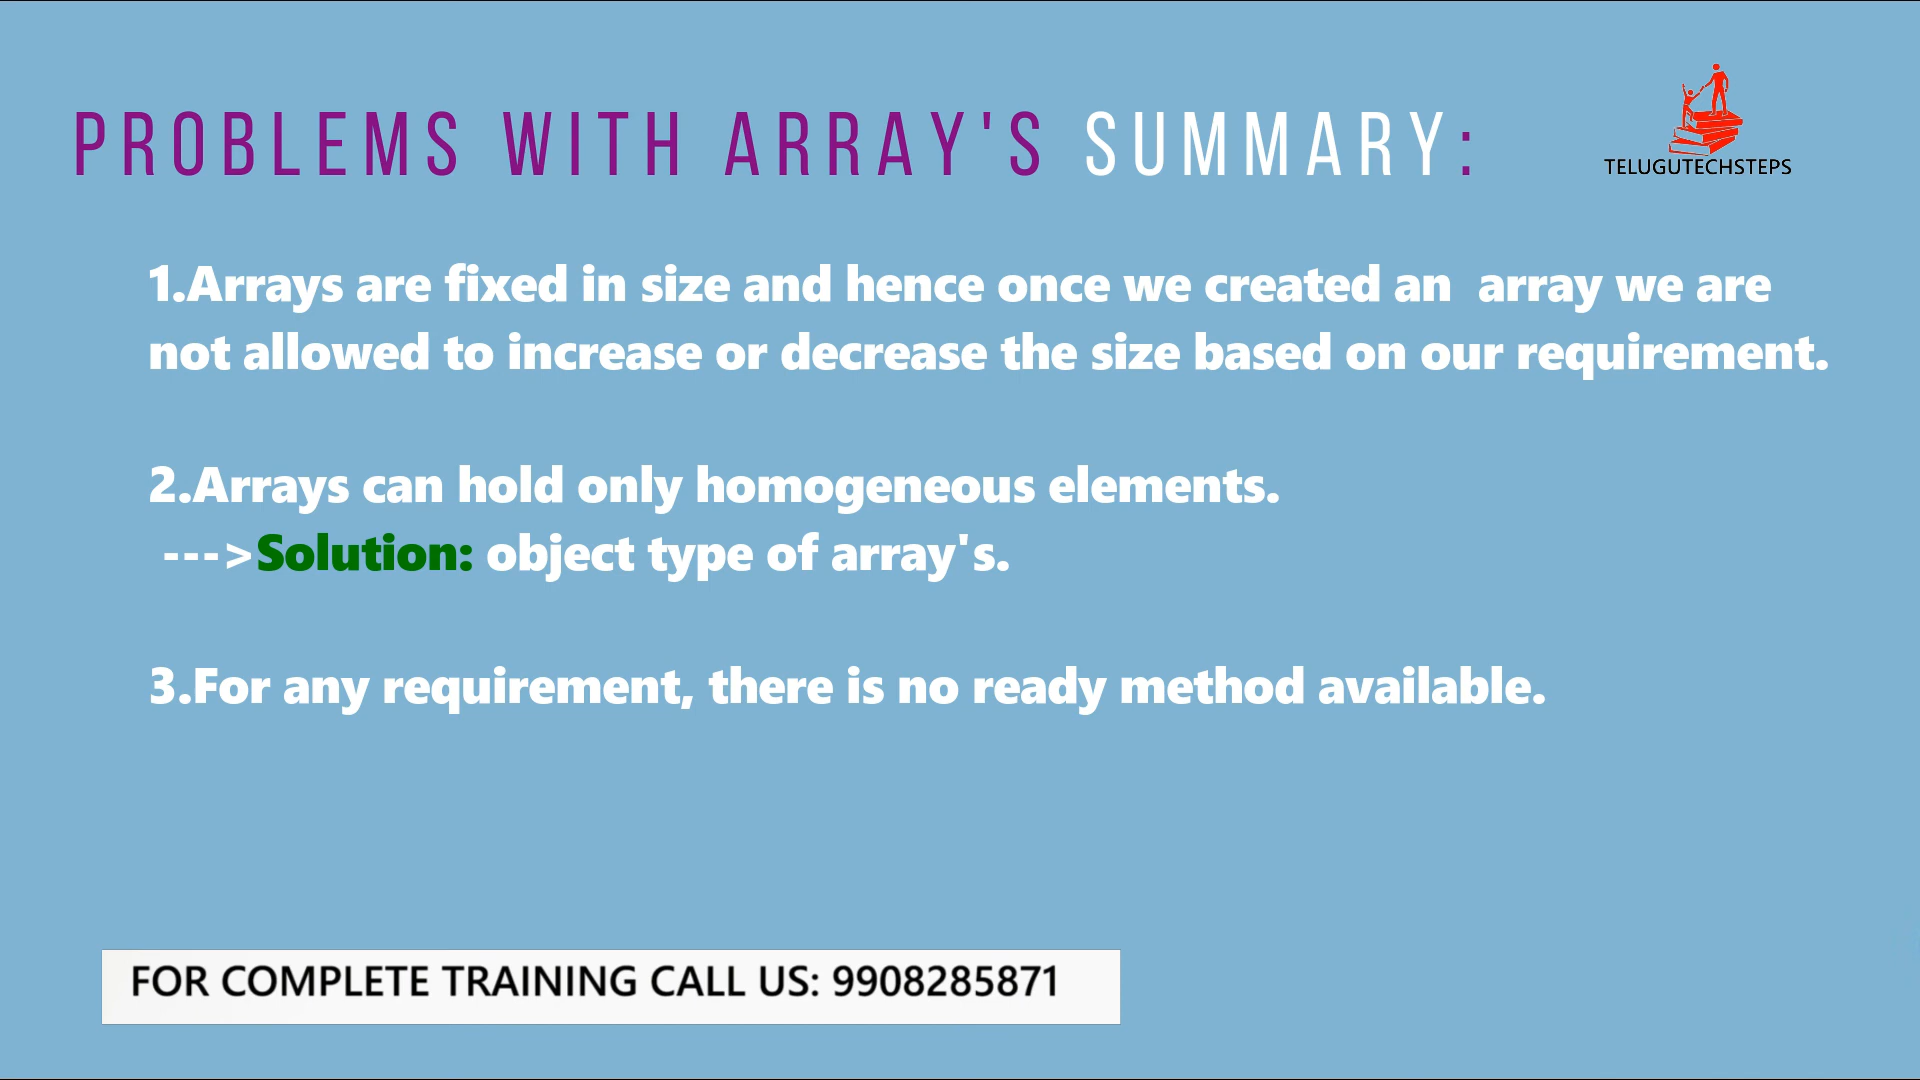 PROBLEMS WITH ARRAY'S SUMMARY:
TELUGUTECHSTEPS
1.Arrays are fixed in size and hence once we created an  array we are
not allowed to increase or decrease the size based on our requirement.
2.Arrays can hold only homogeneous elements.
--->Solution: object type of array's.
3.For any requirement, there is no ready method available.
FOR COMPLETE TRAINING CALL US: 9908285871